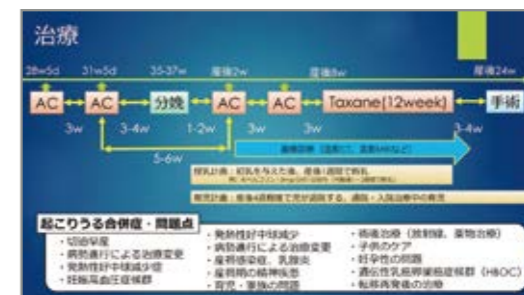 治療
28w5d 31w5d 35-37w 産後2w 産後8w 産後24w
AC AC 分娩 AC AC Taxane(12week) 手術
3w 3-4w 1-2w 3w 3w 3-4w
5-6w
起こりうる合併症・問題点
・切迫早産
・病勢進行による治療変更
・発熱性好中球減少症
・妊娠高血圧症候群
・発熱性好中球減少
・病勢進行による治療変更
・産褥感染症、乳腺炎
・産褥期の精神疾患
・育児・家族の問題
・術後治療（放射線、薬物治療）
・子供のケア
・妊孕性の問題
・遺伝性乳癌卵巣癌症候群（HBOC）
・転移再発後の治療